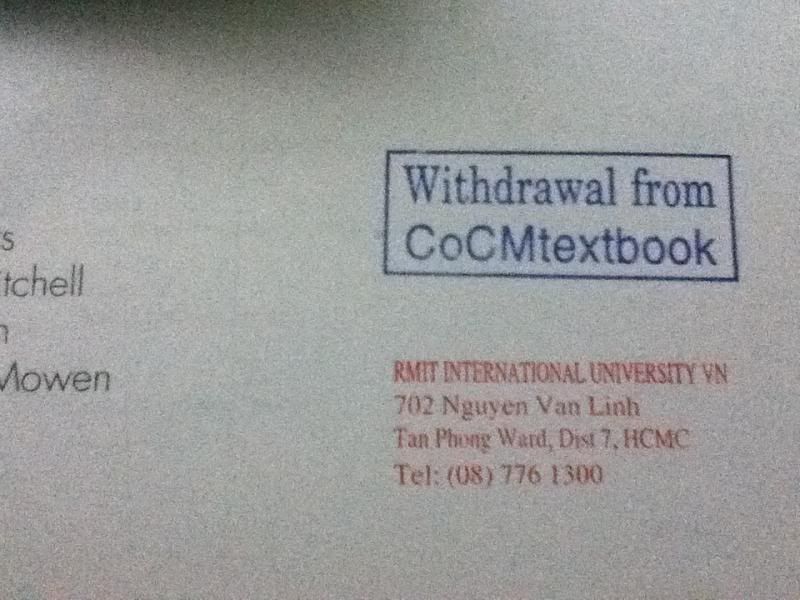 Withdrawal from
CoCMtextbook
Mowen
RMIT INTERNATIONAL UNIVERSITY VN
702 Nguyen Van Linh
Tan Phong Ward, Dist 7, HCMC
Tel: (08) 776 1300